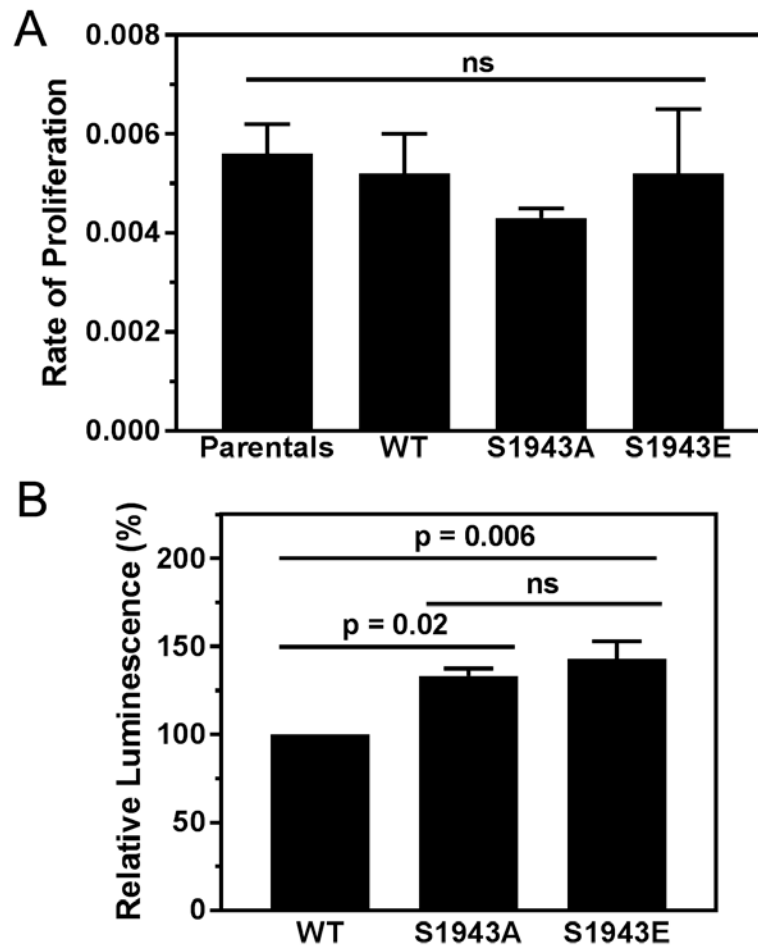 A
Rate of Proliferation
0.008
0.006
0.004
0.002
0.000
ns
Parentals WT S1943A S1943E
B
Relative Luminescence (%)
200
150
100
50
0
p = 0.006
ns
p = 0.02
WT S1943A S1943E